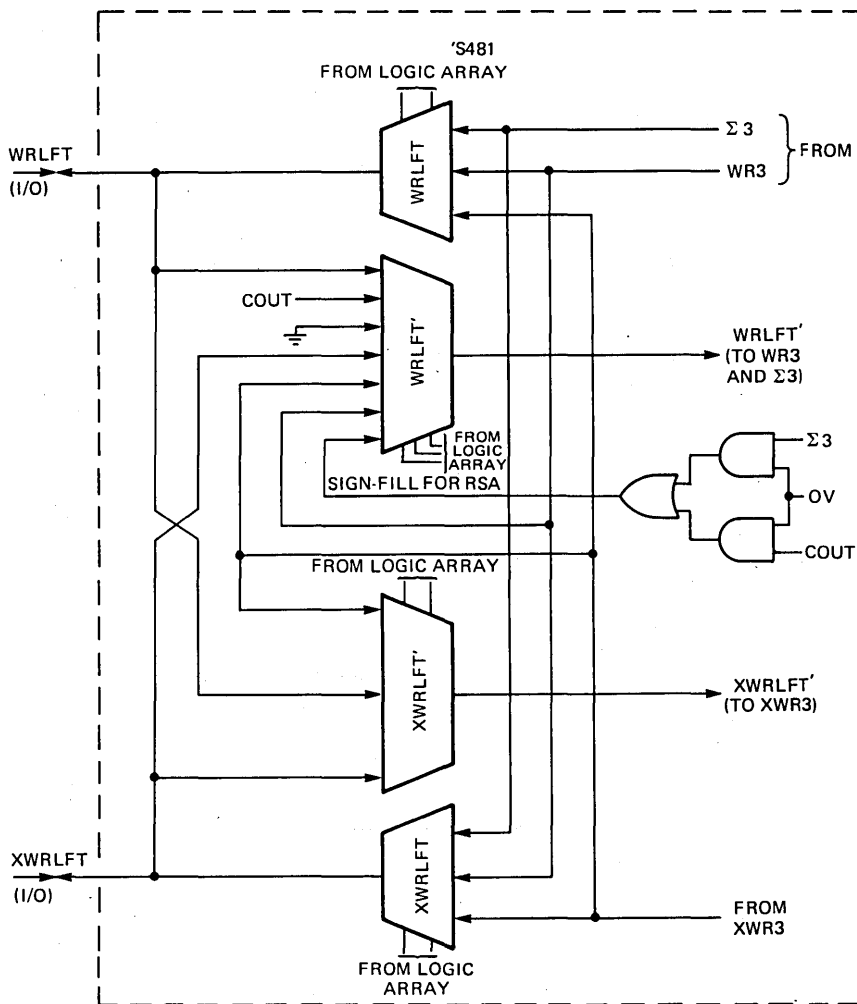 'S481
FROM LOGIC ARRAY
Σ3
WR3
FROM
WRLFT
(I/O)
WRLFT
COUT
WRLFT'
WRLFT'
(TO WR3
AND Σ3)
FROM
LOGIC
ARRAY
SIGN-FILL FOR RSA
Σ3
OV
COUT
FROM LOGIC ARRAY
XWRLFT'
XWRLFT'
(TO XWR3)
XWRLFT
(I/O)
XWRLFT
FROM
XWR3
FROM LOGIC
ARRAY